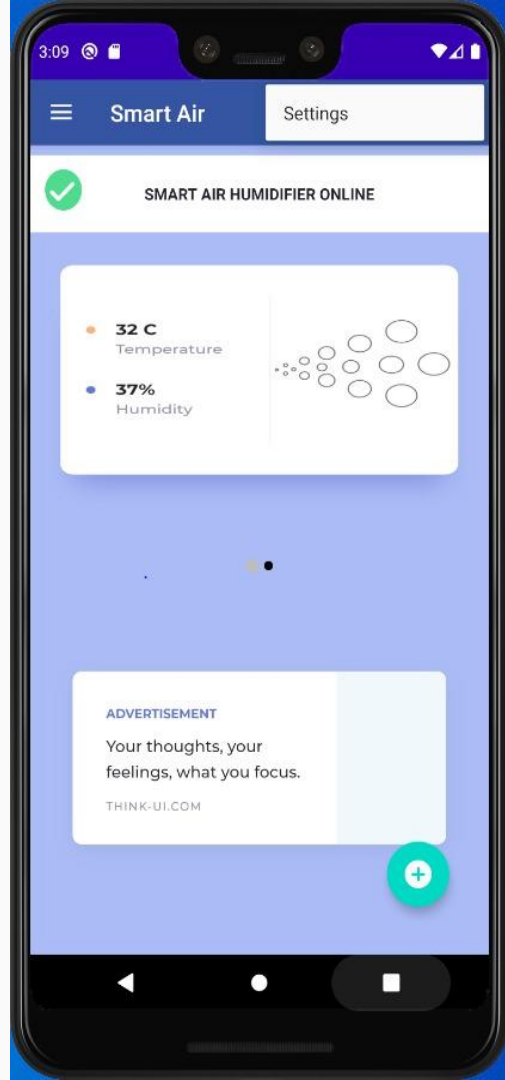 3:09
Smart Air
Settings
SMART AIR HUMIDIFIER ONLINE
32 C
Temperature
37%
Humidity
ADVERTISEMENT
Your thoughts, your
feelings, what you focus.
THINK-UI.COM